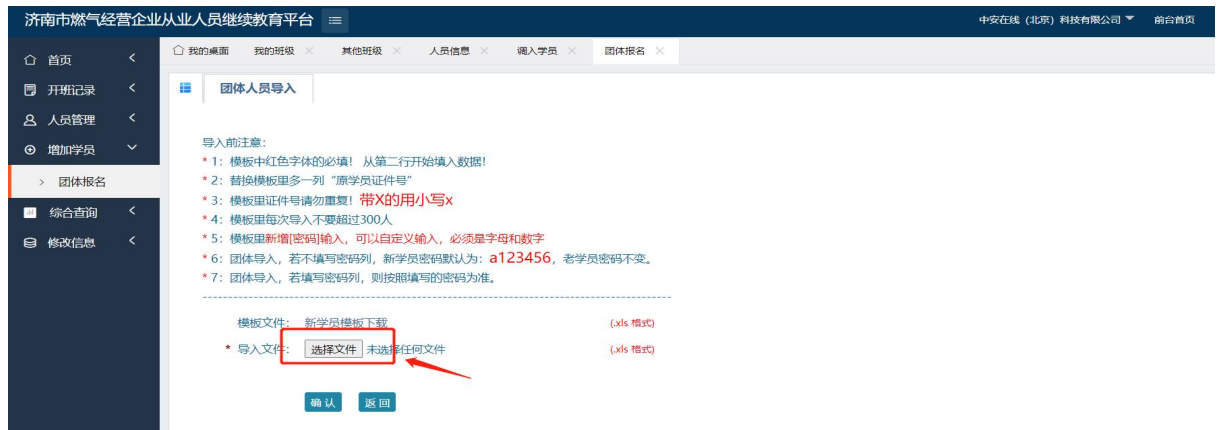 济南市燃气经营企业从业人员继续教育平台
中安在线（北京）科技有限公司 前台首页
我的桌面 我的班级 其他班级 人员信息 调入学员 团体报名
首页
开班记录
人员管理
增加学员
团体报名
综合查询
修改信息
团体人员导入
导入前注意：
* 1：模板中红色字体的必填！ 从第二行开始填入数据！
* 2：替换模板里多一列“原学员证件号”
* 3：模板里证件号请勿重复！带X的用小写x
* 4：模板里每次导入不要超过300人
* 5：模板里新增[密码]输入，可以自定义输入，必须是字母和数字
* 6：团体导入，若不填写密码列，新学员密码默认为：a123456，老学员密码不变。
* 7：团体导入，若填写密码列，则按照填写的密码为准。
模板文件： 新学员模板下载 (.xls 格式)
* 导入文件： 选择文件 未选择任何文件 (.xls 格式)
确 认 返 回